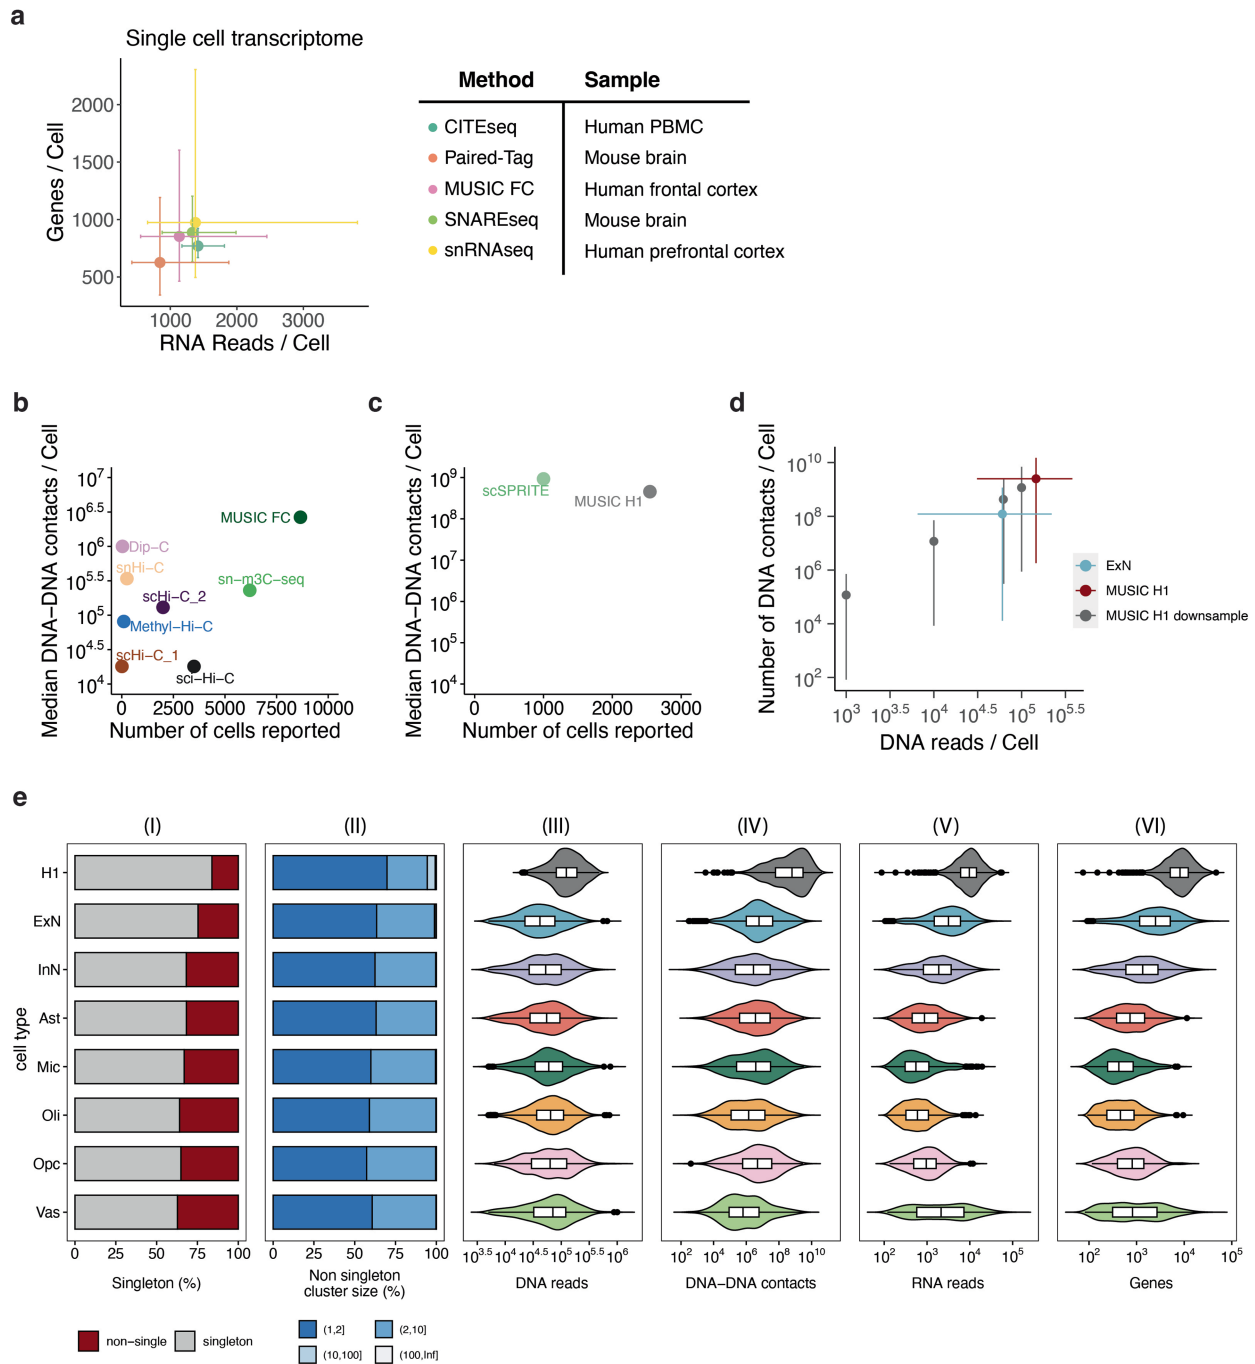 a
Single cell transcriptome
Genes / Cell
2000
1500
1000
500
1000 2000 3000
RNA Reads / Cell
Method Sample
CITEseq Human PBMC
Paired-Tag Mouse brain
MUSIC FC Human frontal cortex
SNAREseq Mouse brain
snRNAseq Human prefrontal cortex
b
Median DNA−DNA contacts / Cell
10^7
10^6.5
10^6
10^5.5
10^5
10^4.5
10^4
MUSIC FC
Dip−C
snHi−C
sn−m3C−seq
scHi−C_2
Methyl−Hi−C
scHi−C_1
sci−Hi−C
0 2500 5000 7500 10000
Number of cells reported
c
Median DNA−DNA contacts / Cell
10^9
10^8
10^7
10^6
10^5
10^4
scSPRITE
MUSIC H1
0 1000 2000 3000
Number of cells reported
d
Number of DNA contacts / Cell
10^10
10^8
10^6
10^4
10^2
10^3 10^3.5 10^4 10^4.5 10^5 10^5.5
DNA reads / Cell
ExN
MUSIC H1
MUSIC H1 downsample
e
(I) (II) (III) (IV) (V) (VI)
cell type
H1
ExN
InN
Ast
Mic
Oli
Opc
Vas
0 25 50 75 100
Singleton (%)
non−single singleton
0 25 50 75 100
Non singleton
cluster size (%)
(1,2] (2,10]
(10,100] (100,Inf]
10^3.5 10^4 10^4.5 10^5 10^5.5 10^6
DNA reads
10^2 10^4 10^6 10^8 10^10
DNA−DNA contacts
10^2 10^3 10^4 10^5
RNA reads
10^2 10^3 10^4 10^5
Genes